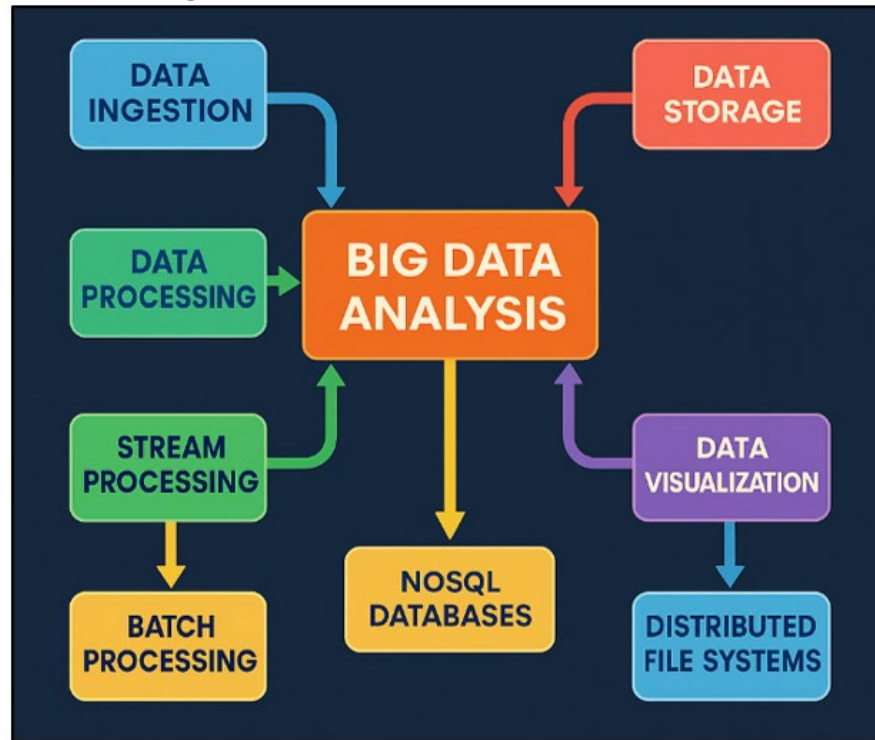 DATA
INGESTION
DATA
STORAGE
DATA
PROCESSING
BIG DATA
ANALYSIS
STREAM
PROCESSING
DATA
VISUALIZATION
BATCH
PROCESSING
NOSQL
DATABASES
DISTRIBUTED
FILE SYSTEMS